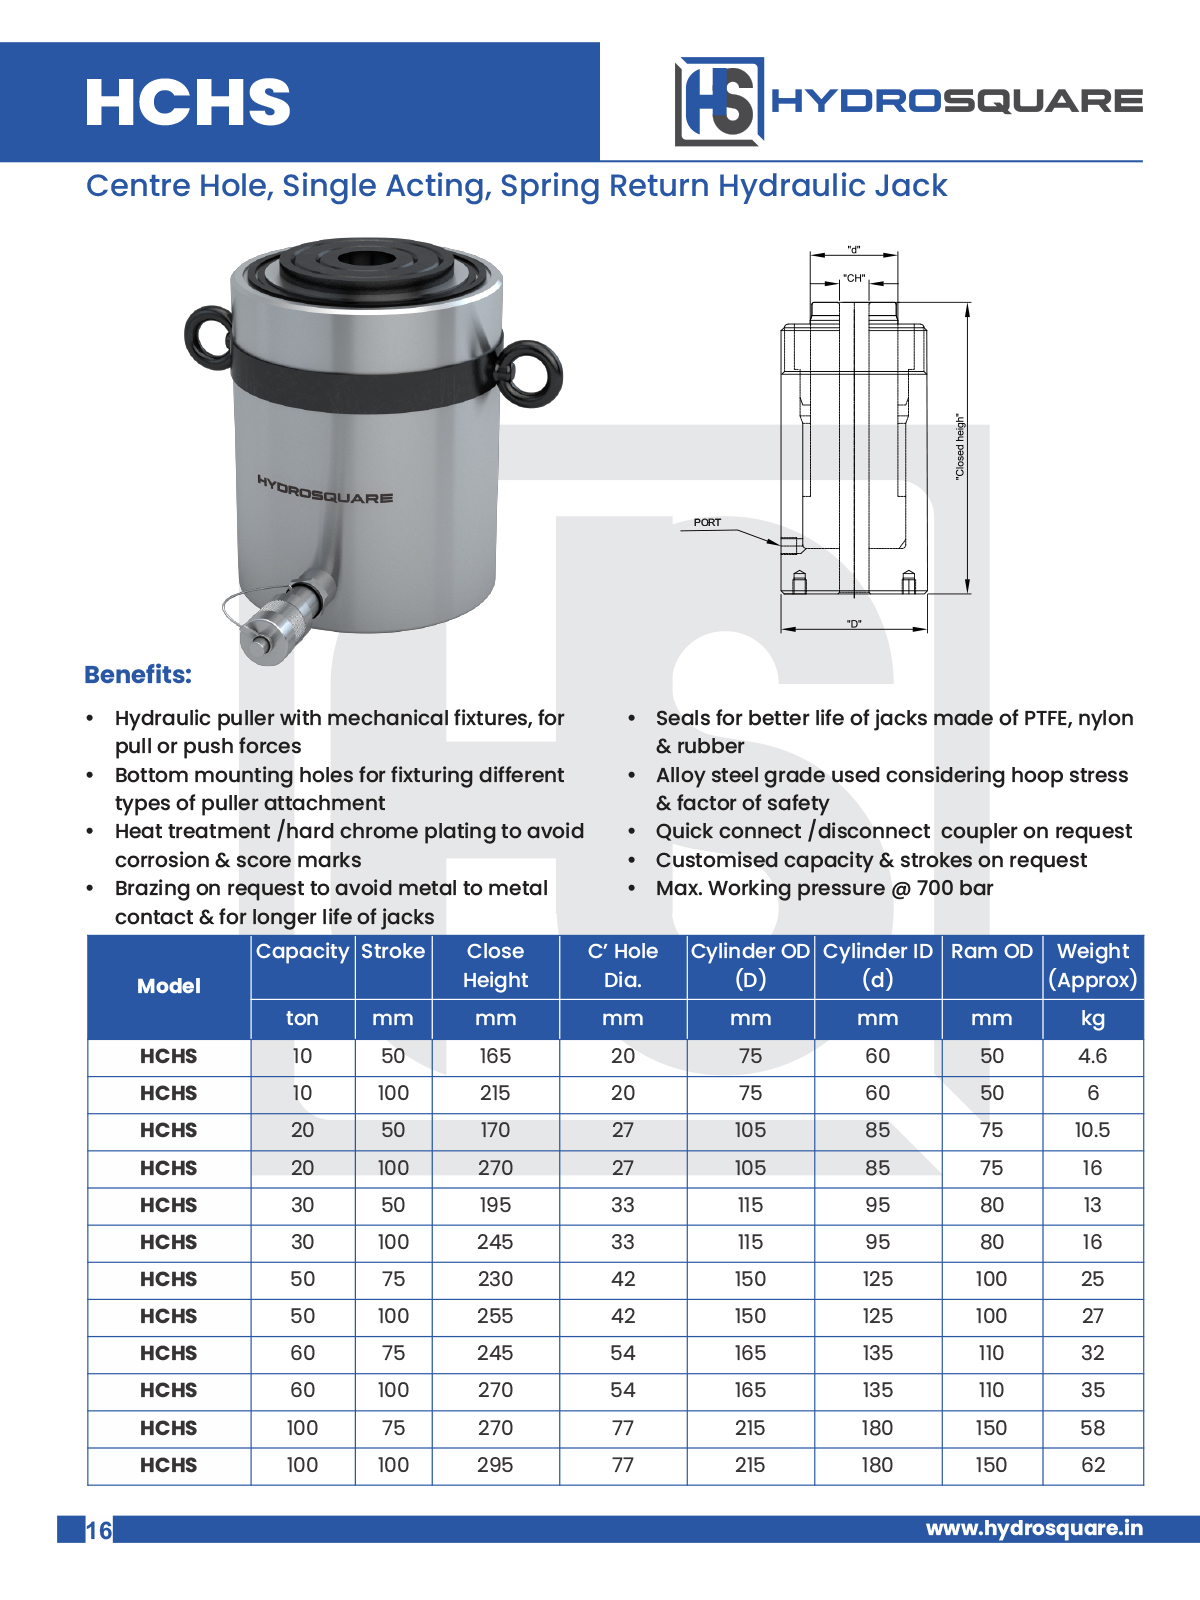 HCHS
HS HYDROSQUARE
Centre Hole, Single Acting, Spring Return Hydraulic Jack
HYDROSQUARE
"d"
"CH"
"Closed heigh"
PORT
"D"
Benefits:
• Hydraulic puller with mechanical fixtures, for
pull or push forces
• Bottom mounting holes for fixturing different
types of puller attachment
• Heat treatment /hard chrome plating to avoid
corrosion & score marks
• Brazing on request to avoid metal to metal
contact & for longer life of jacks
• Seals for better life of jacks made of PTFE, nylon
& rubber
• Alloy steel grade used considering hoop stress
& factor of safety
• Quick connect /disconnect  coupler on request
• Customised capacity & strokes on request
• Max. Working pressure @ 700 bar
Model Capacity Stroke Close Height C’ Hole Dia. Cylinder OD (D) Cylinder ID (d) Ram OD Weight (Approx)
ton mm mm mm mm mm mm kg
HCHS 10 50 165 20 75 60 50 4.6
HCHS 10 100 215 20 75 60 50 6
HCHS 20 50 170 27 105 85 75 10.5
HCHS 20 100 270 27 105 85 75 16
HCHS 30 50 195 33 115 95 80 13
HCHS 30 100 245 33 115 95 80 16
HCHS 50 75 230 42 150 125 100 25
HCHS 50 100 255 42 150 125 100 27
HCHS 60 75 245 54 165 135 110 32
HCHS 60 100 270 54 165 135 110 35
HCHS 100 75 270 77 215 180 150 58
HCHS 100 100 295 77 215 180 150 62
16
www.hydrosquare.in